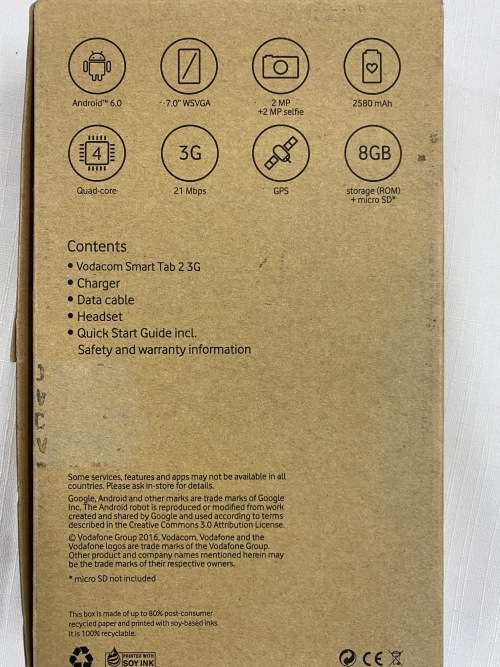 Android™ 6.0
7.0" WSVGA
2 MP
+2 MP selfie
2580 mAh
4
3G
8GB
Quad-core
21 Mbps
GPS
storage (ROM)
+ micro SD*
Contents
• Vodacom Smart Tab 2 3G
• Charger
• Data cable
• Headset
• Quick Start Guide incl.
Safety and warranty information
Some services, features and apps may not be available in all
countries. Please ask in-store for details.
Google, Android and other marks are trade marks of Google
Inc. The Android robot is reproduced or modified from work
created and shared by Google and used according to terms
described in the Creative Commons 3.0 Attribution License.
© Vodafone Group 2016, Vodacom, Vodafone and the
Vodafone logos are trade marks of the Vodafone Group.
Other product and company names mentioned herein may
be the trade marks of their respective owners.
* micro SD not included
This box is made of up to 80% post-consumer
recycled paper and printed with soy-based inks
It is 100% recyclable.
PRINTED WITH
SOY INK
CE